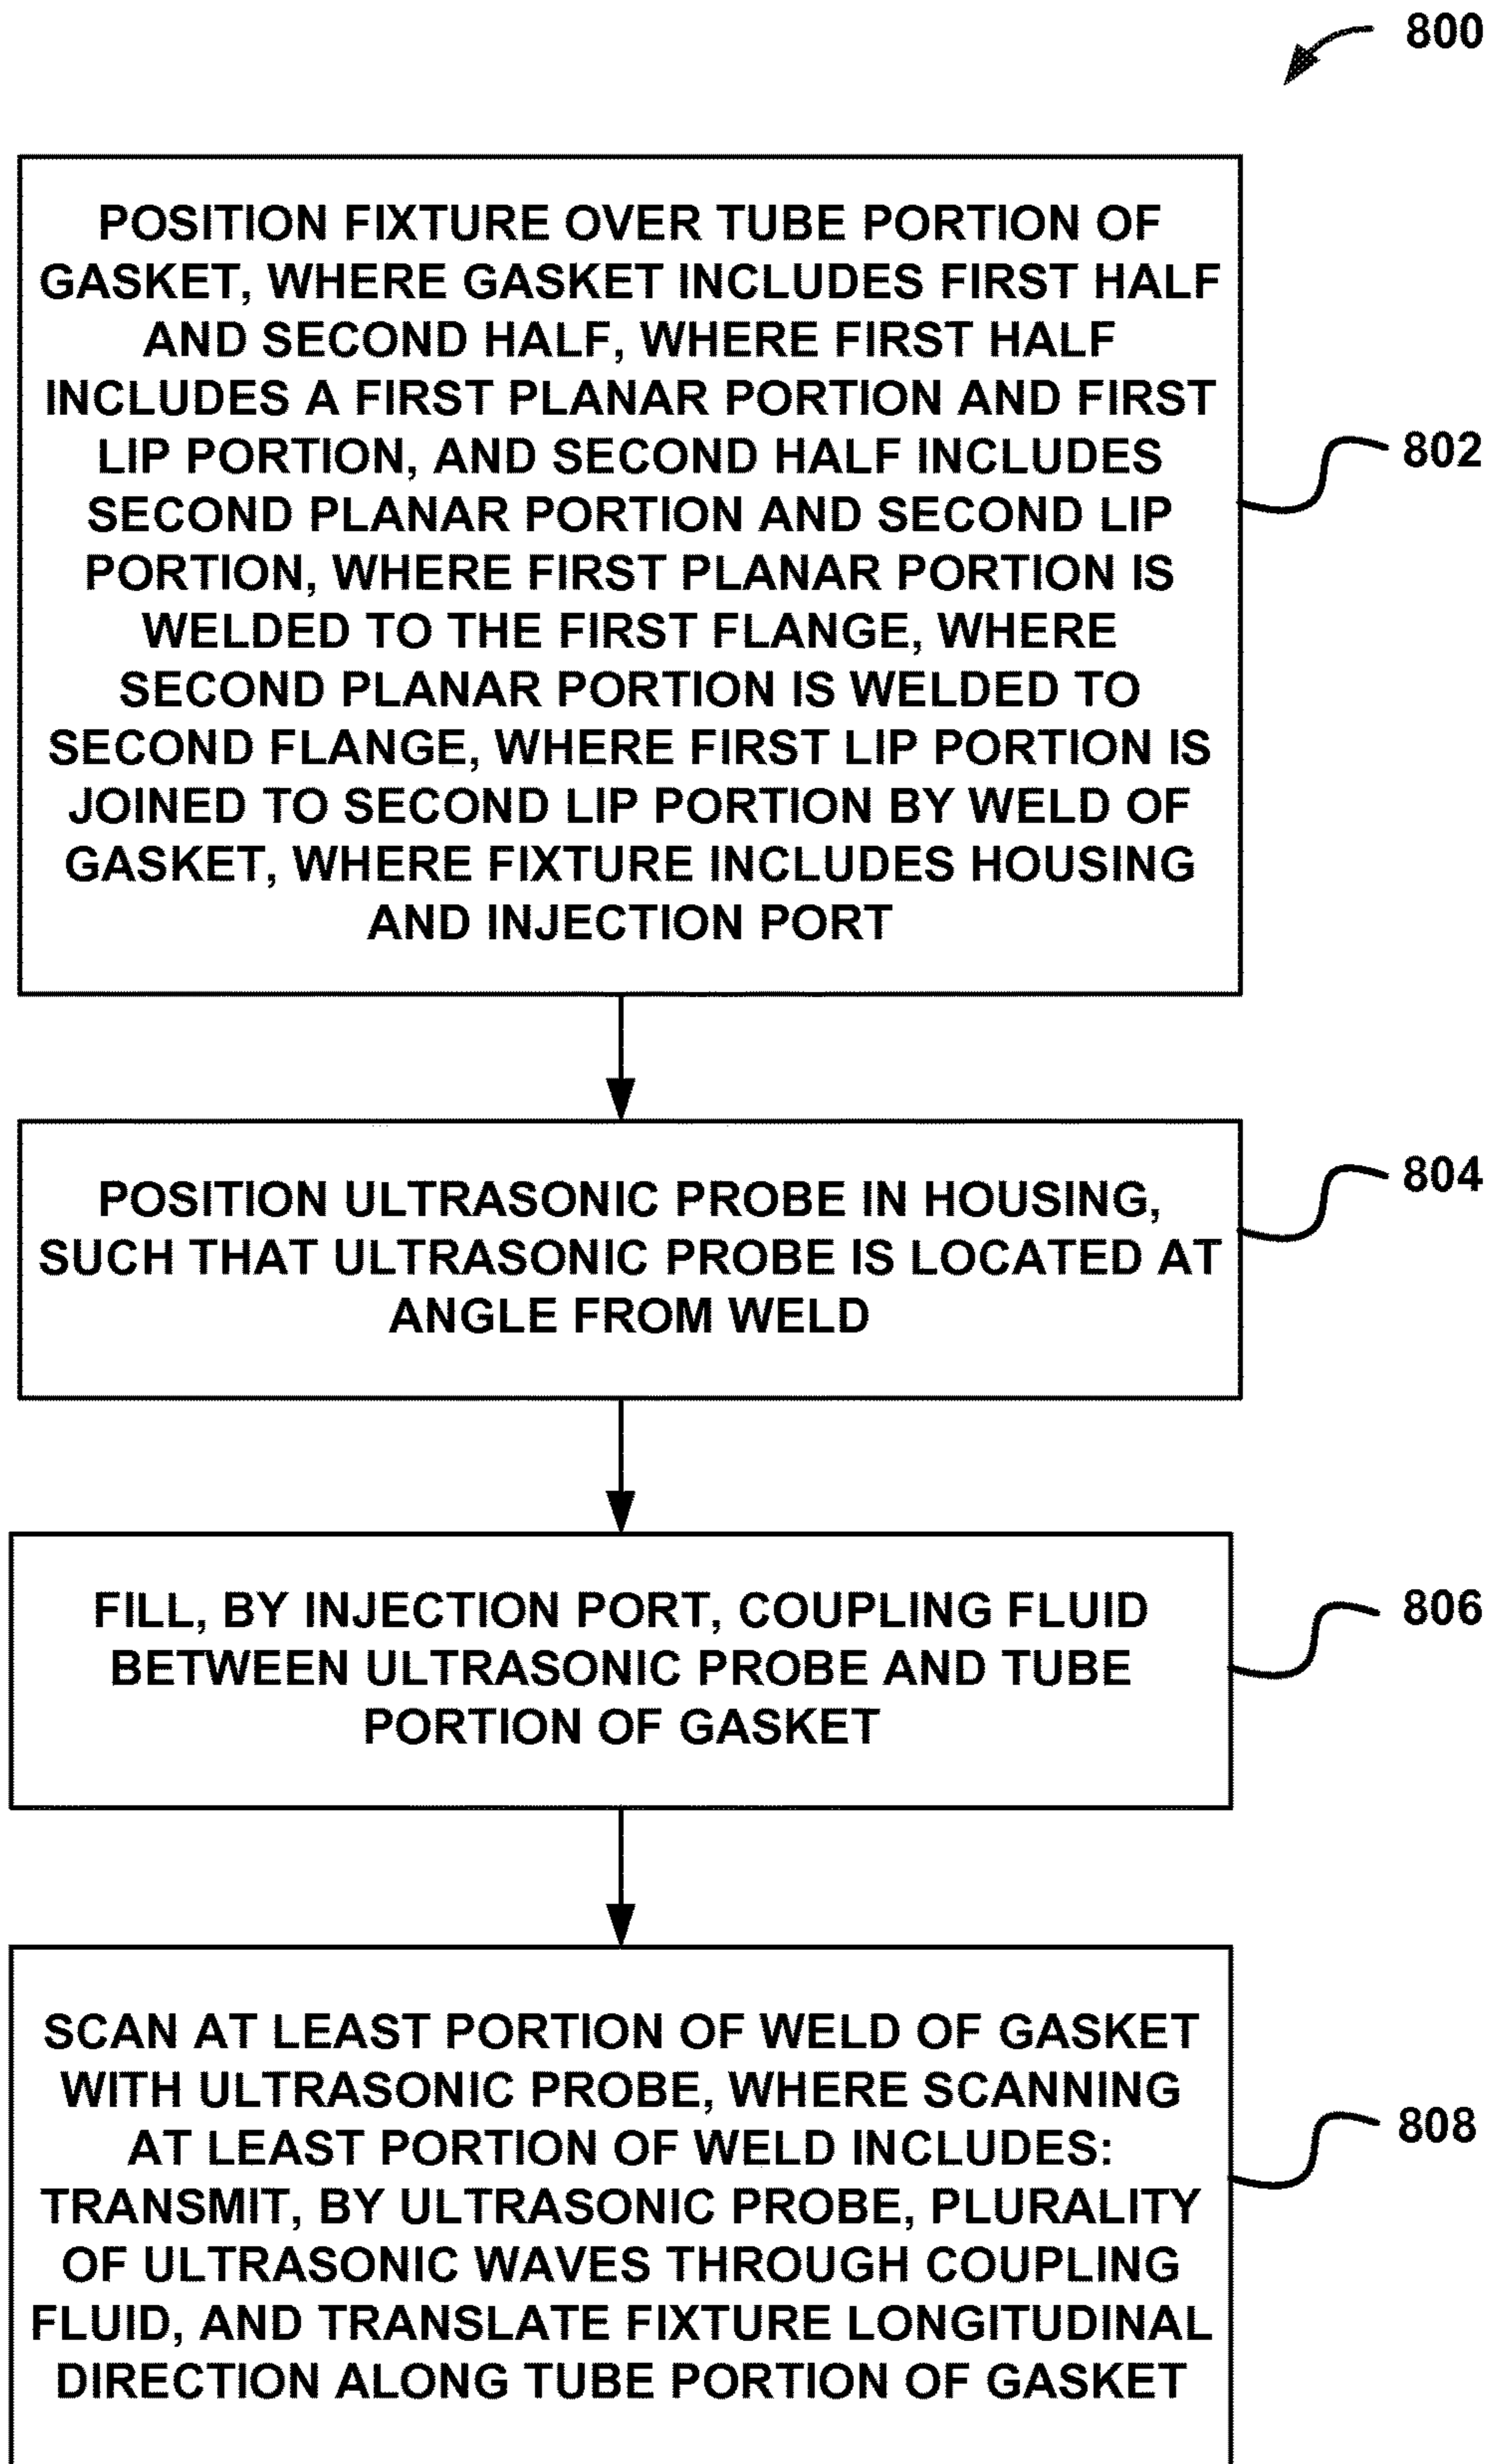 800
POSITION FIXTURE OVER TUBE PORTION OF
GASKET, WHERE GASKET INCLUDES FIRST HALF
AND SECOND HALF, WHERE FIRST HALF
INCLUDES A FIRST PLANAR PORTION AND FIRST
LIP PORTION, AND SECOND HALF INCLUDES
SECOND PLANAR PORTION AND SECOND LIP
PORTION, WHERE FIRST PLANAR PORTION IS
WELDED TO THE FIRST FLANGE, WHERE
SECOND PLANAR PORTION IS WELDED TO
SECOND FLANGE, WHERE FIRST LIP PORTION IS
JOINED TO SECOND LIP PORTION BY WELD OF
GASKET, WHERE FIXTURE INCLUDES HOUSING
AND INJECTION PORT
802
POSITION ULTRASONIC PROBE IN HOUSING,
SUCH THAT ULTRASONIC PROBE IS LOCATED AT
ANGLE FROM WELD
804
FILL, BY INJECTION PORT, COUPLING FLUID
BETWEEN ULTRASONIC PROBE AND TUBE
PORTION OF GASKET
806
SCAN AT LEAST PORTION OF WELD OF GASKET
WITH ULTRASONIC PROBE, WHERE SCANNING
AT LEAST PORTION OF WELD INCLUDES:
TRANSMIT, BY ULTRASONIC PROBE, PLURALITY
OF ULTRASONIC WAVES THROUGH COUPLING
FLUID, AND TRANSLATE FIXTURE LONGITUDINAL
DIRECTION ALONG TUBE PORTION OF GASKET
808